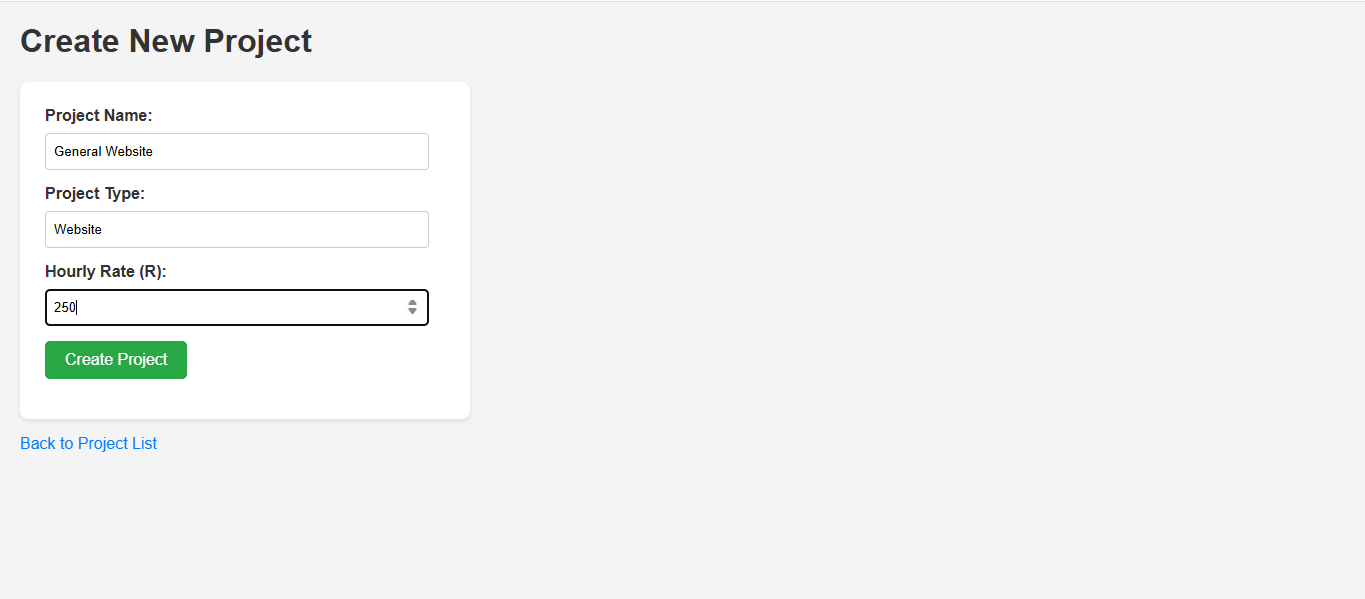 Create New Project
Project Name:
General Website
Project Type:
Website
Hourly Rate (R):
250
Create Project
Back to Project List